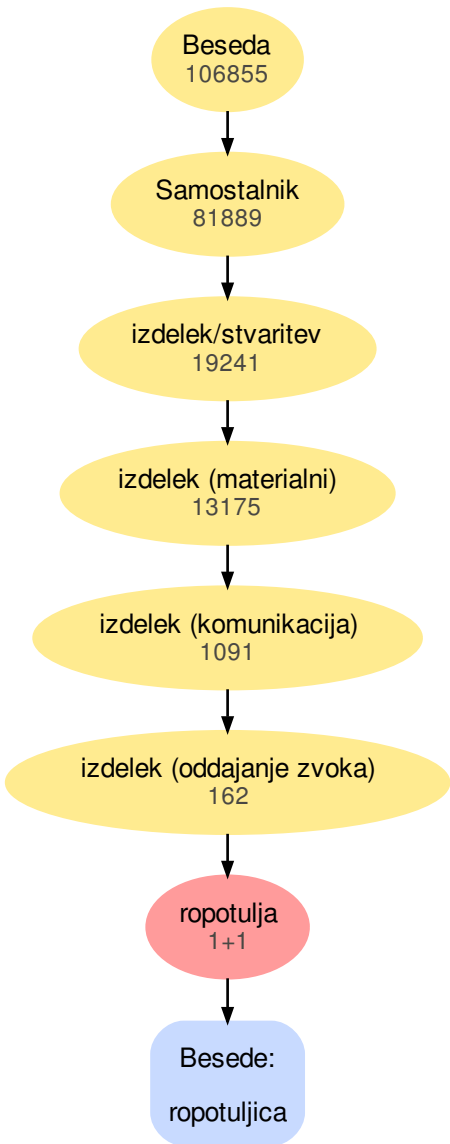 Beseda
106855
Samostalnik
81889
izdelek/stvaritev
19241
izdelek (materialni)
13175
izdelek (komunikacija)
1091
izdelek (oddajanje zvoka)
162
ropotulja
1+1
Besede:
ropotuljica